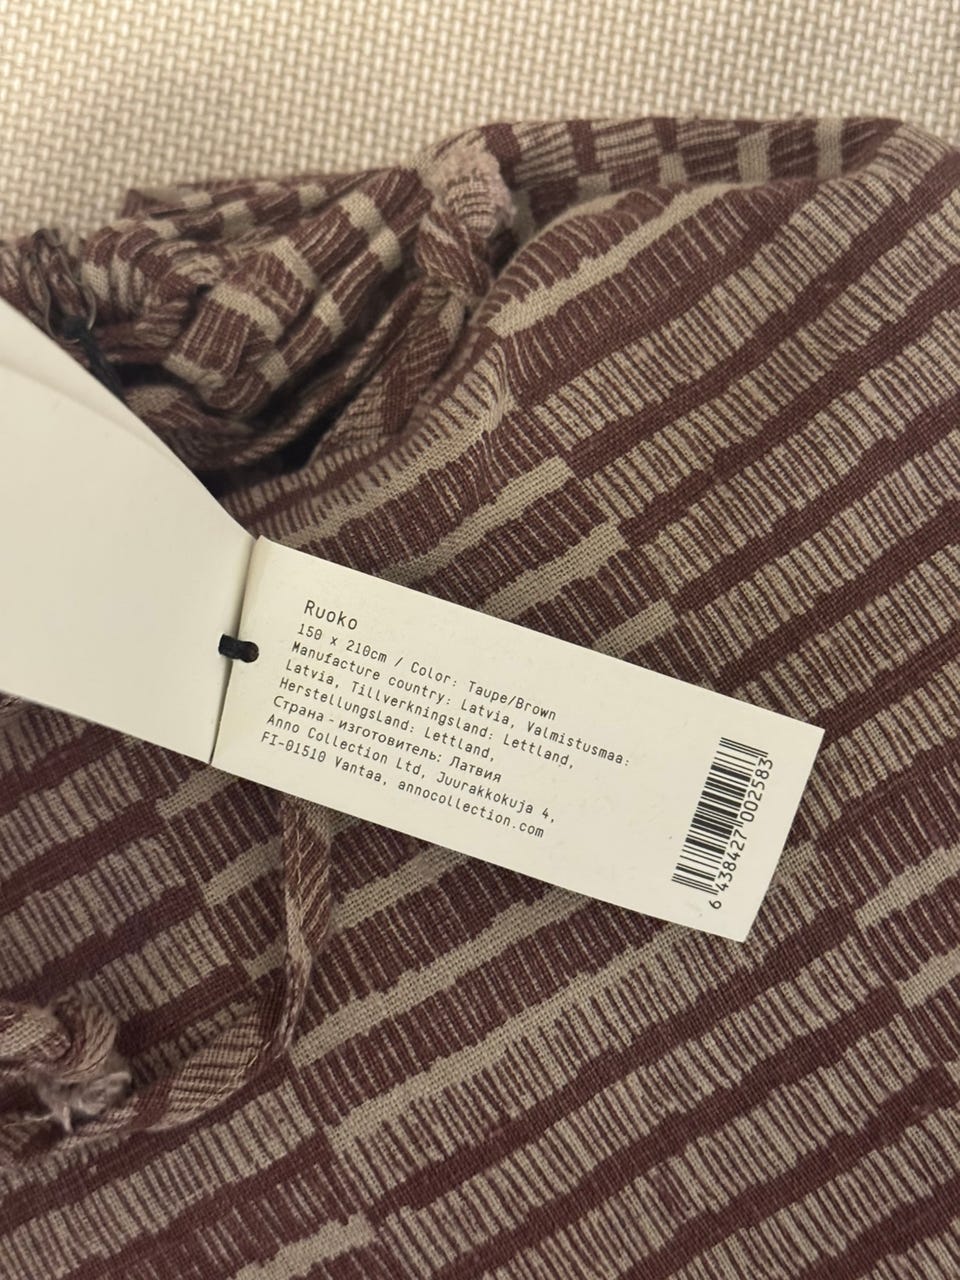 Ruoko
150 x 210cm / Color: Taupe/Brown
Manufacture country: Latvia, Valmistusmaa:
Latvia, Tillverkningsland: Lettland,
Herstellungsland: Lettland,
Страна-изготовитель: Латвия
Anno Collection Ltd, Juurakkokuja 4,
FI-01510 Vantaa, annocollection.com
6 438427 002583